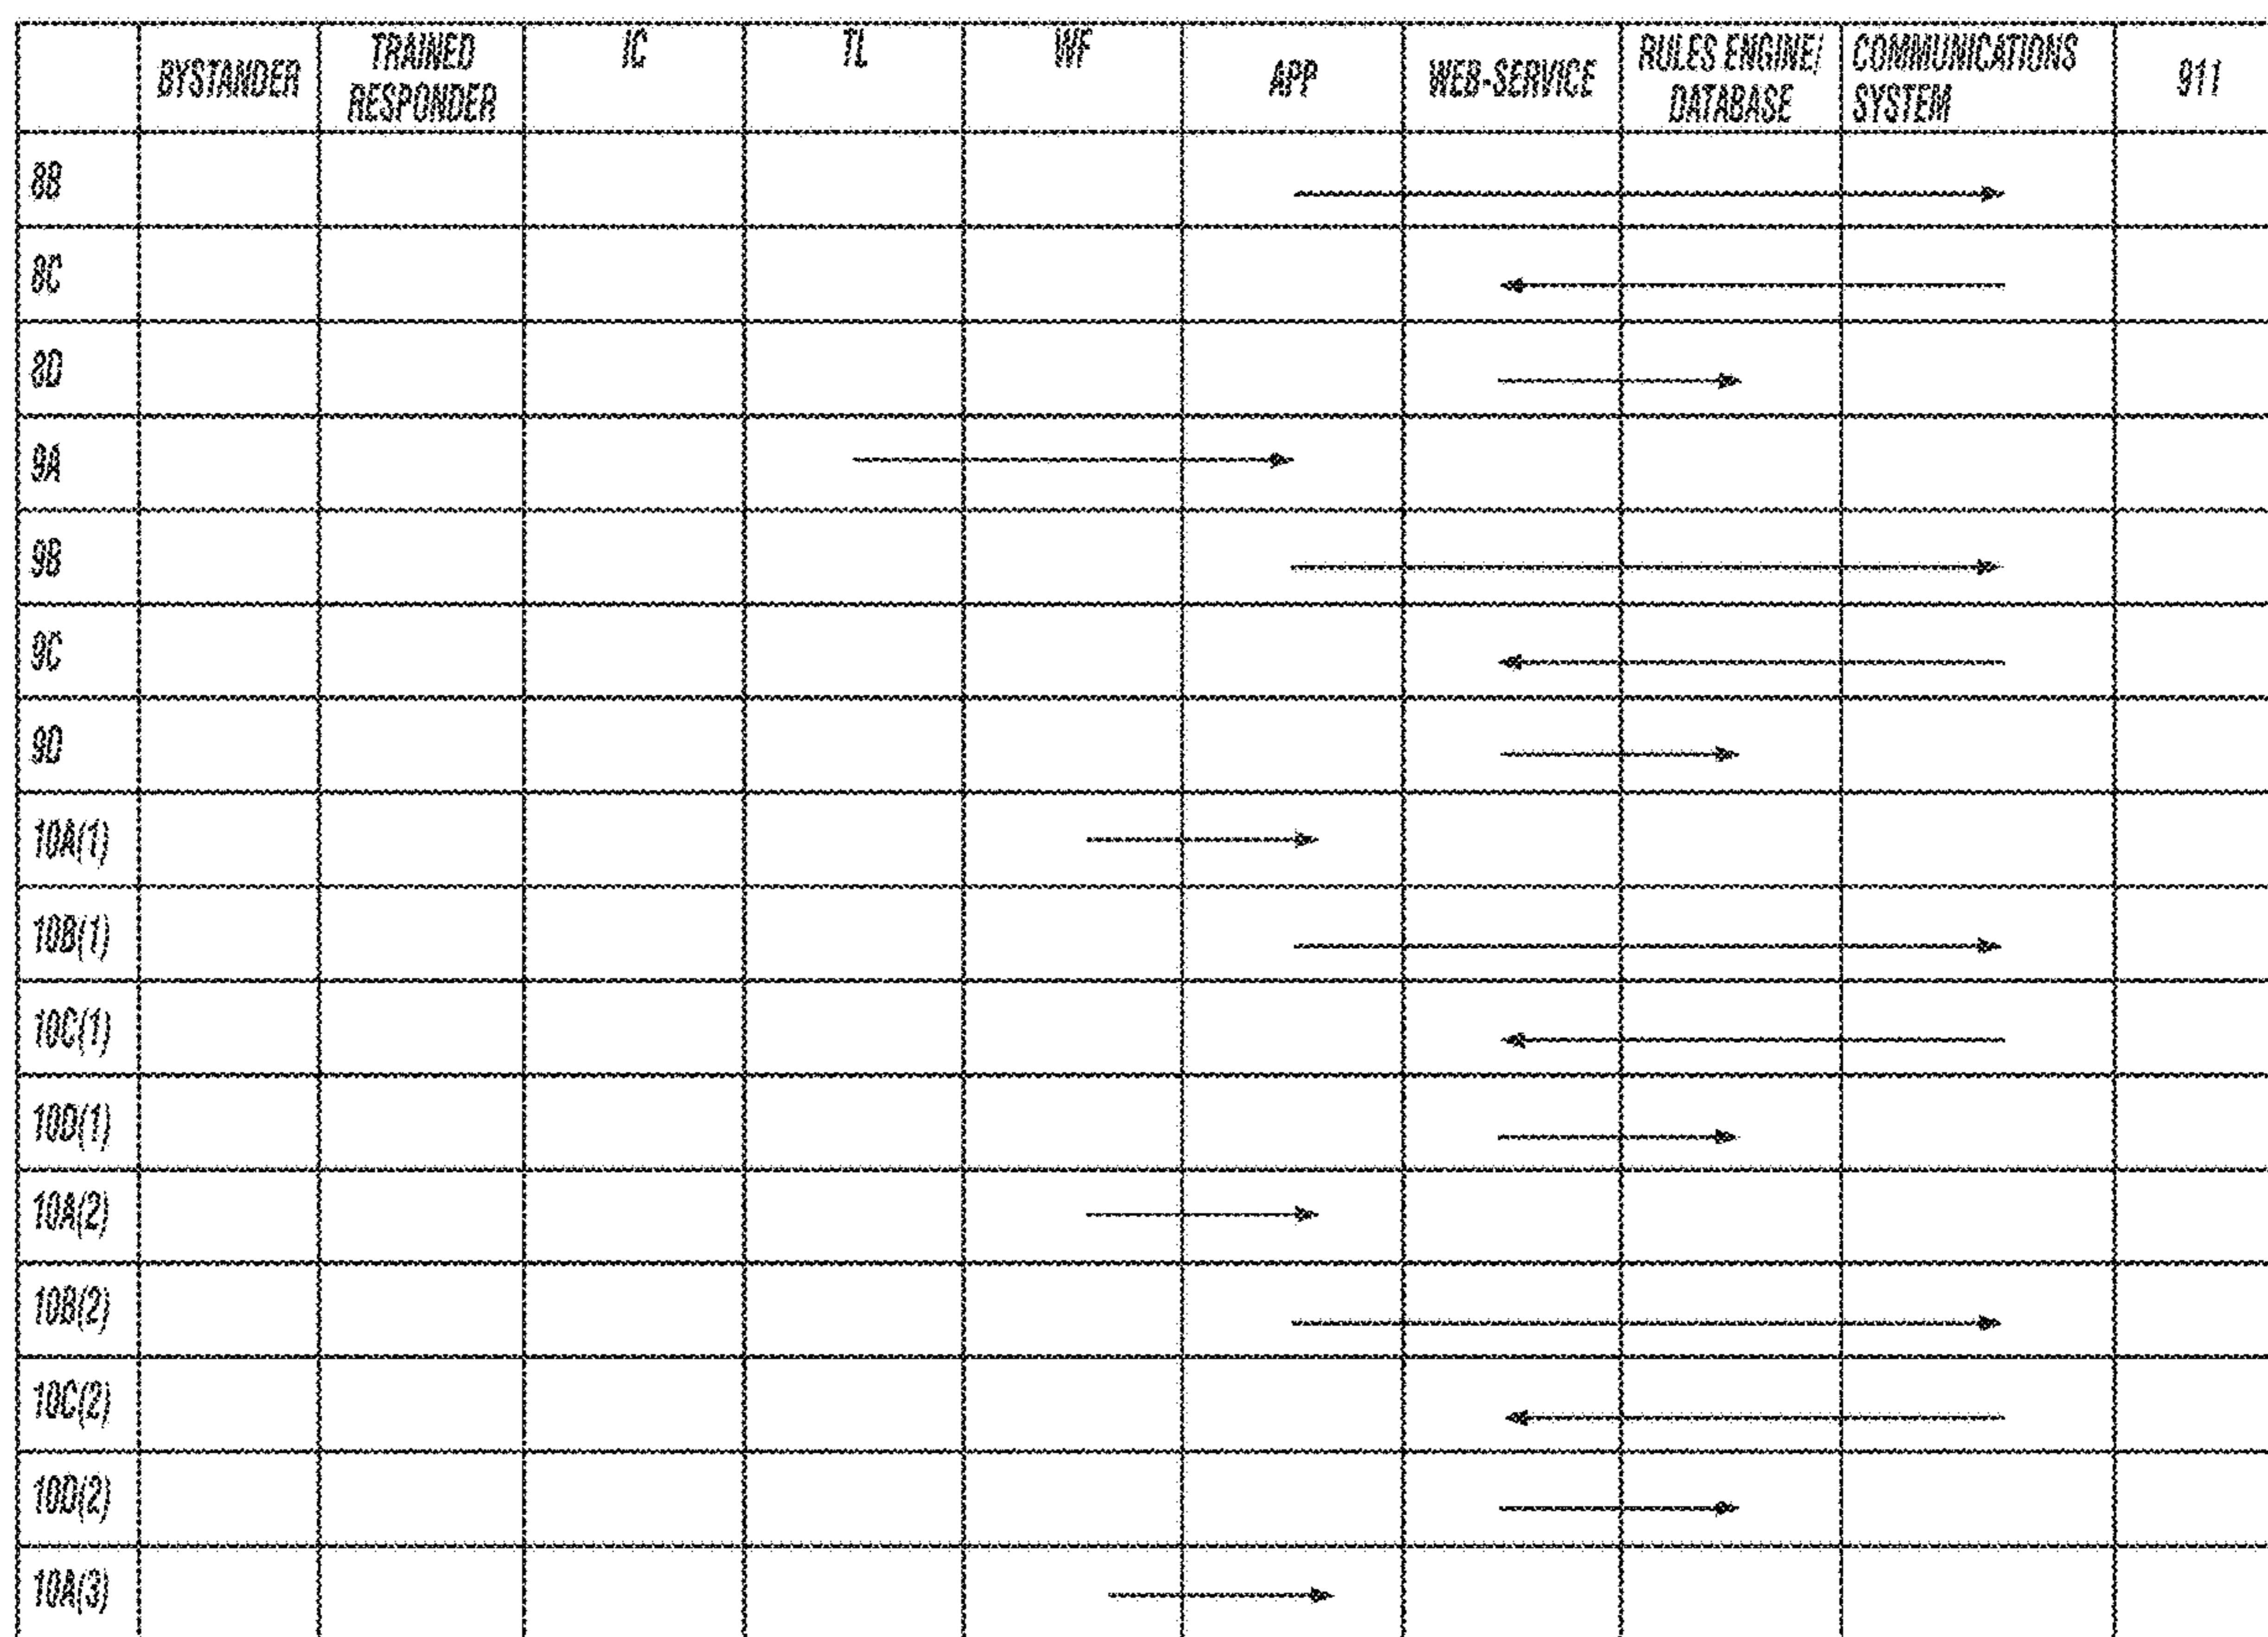 BYSTANDER
TRAINED
RESPONDER
IC
TL
WF
APP
WEB-SERVICE
RULES ENGINE/
DATABASE
COMMUNICATIONS
SYSTEM
911
8B
8C
8D
9A
9B
9C
9D
10A(1)
10B(1)
10C(1)
10D(1)
10A(2)
10B(2)
10C(2)
10D(2)
10A(3)